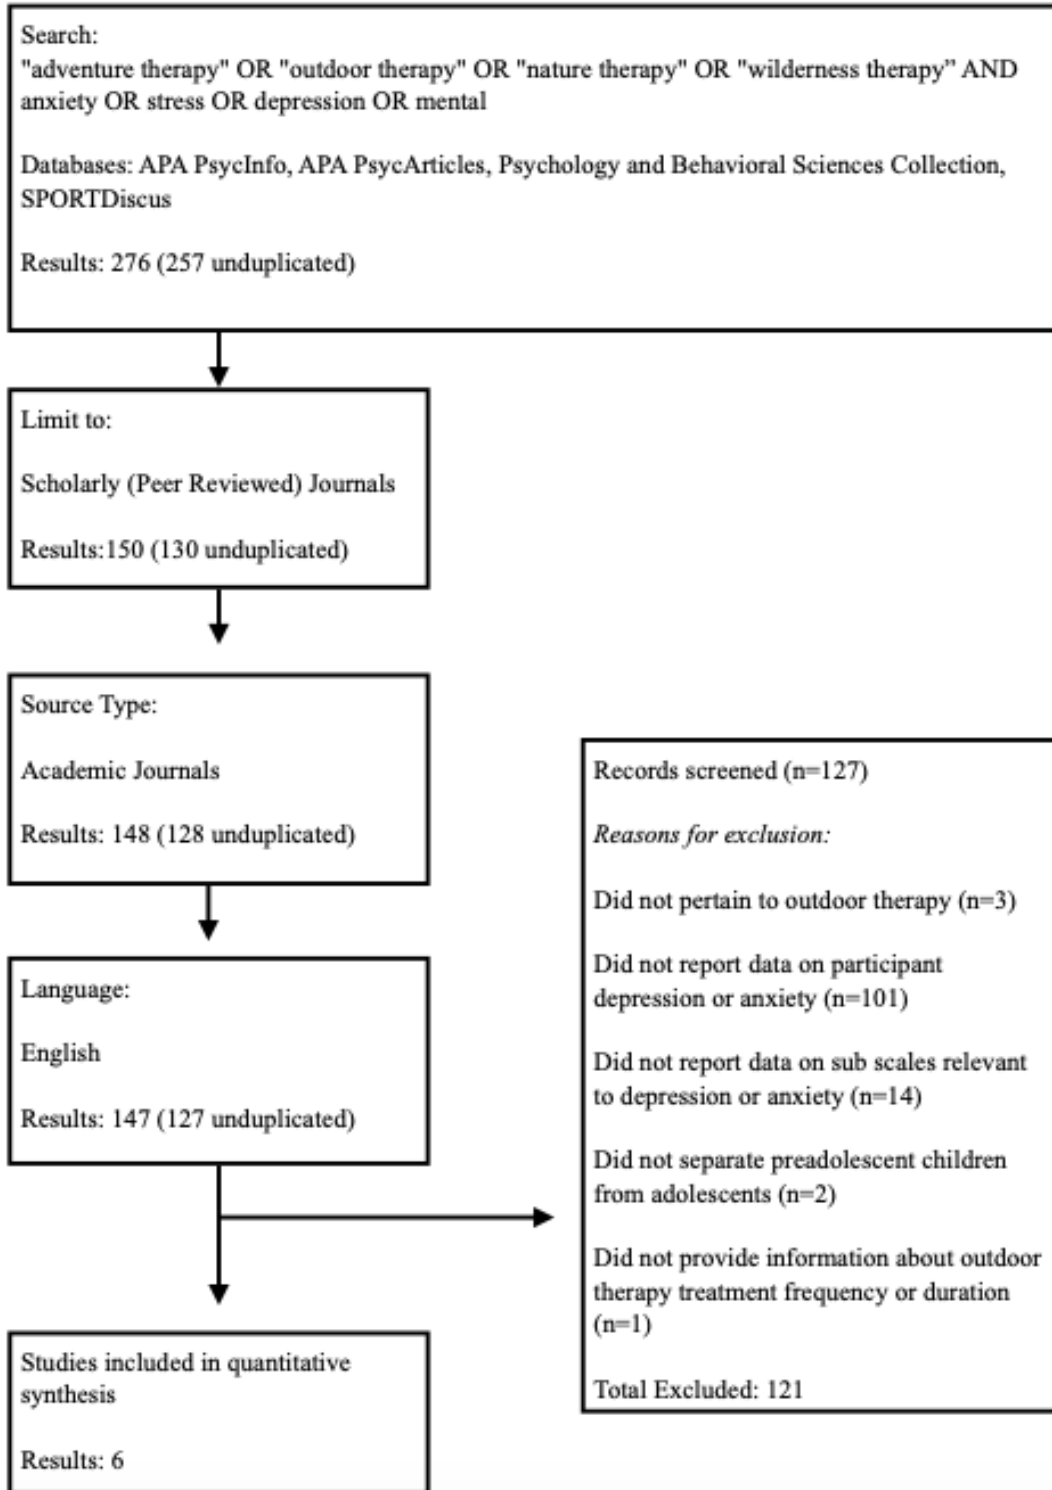 Search:
"adventure therapy" OR "outdoor therapy" OR "nature therapy" OR "wilderness therapy” AND
anxiety OR stress OR depression OR mental
Databases: APA PsycInfo, APA PsycArticles, Psychology and Behavioral Sciences Collection,
SPORTDiscus
Results: 276 (257 unduplicated)
Limit to:
Scholarly (Peer Reviewed) Journals
Results:150 (130 unduplicated)
Source Type:
Academic Journals
Results: 148 (128 unduplicated)
Language:
English
Results: 147 (127 unduplicated)
Records screened (n=127)
Reasons for exclusion:
Did not pertain to outdoor therapy (n=3)
Did not report data on participant
depression or anxiety (n=101)
Did not report data on sub scales relevant
to depression or anxiety (n=14)
Did not separate preadolescent children
from adolescents (n=2)
Did not provide information about outdoor
therapy treatment frequency or duration
(n=1)
Total Excluded: 121
Studies included in quantitative
synthesis
Results: 6